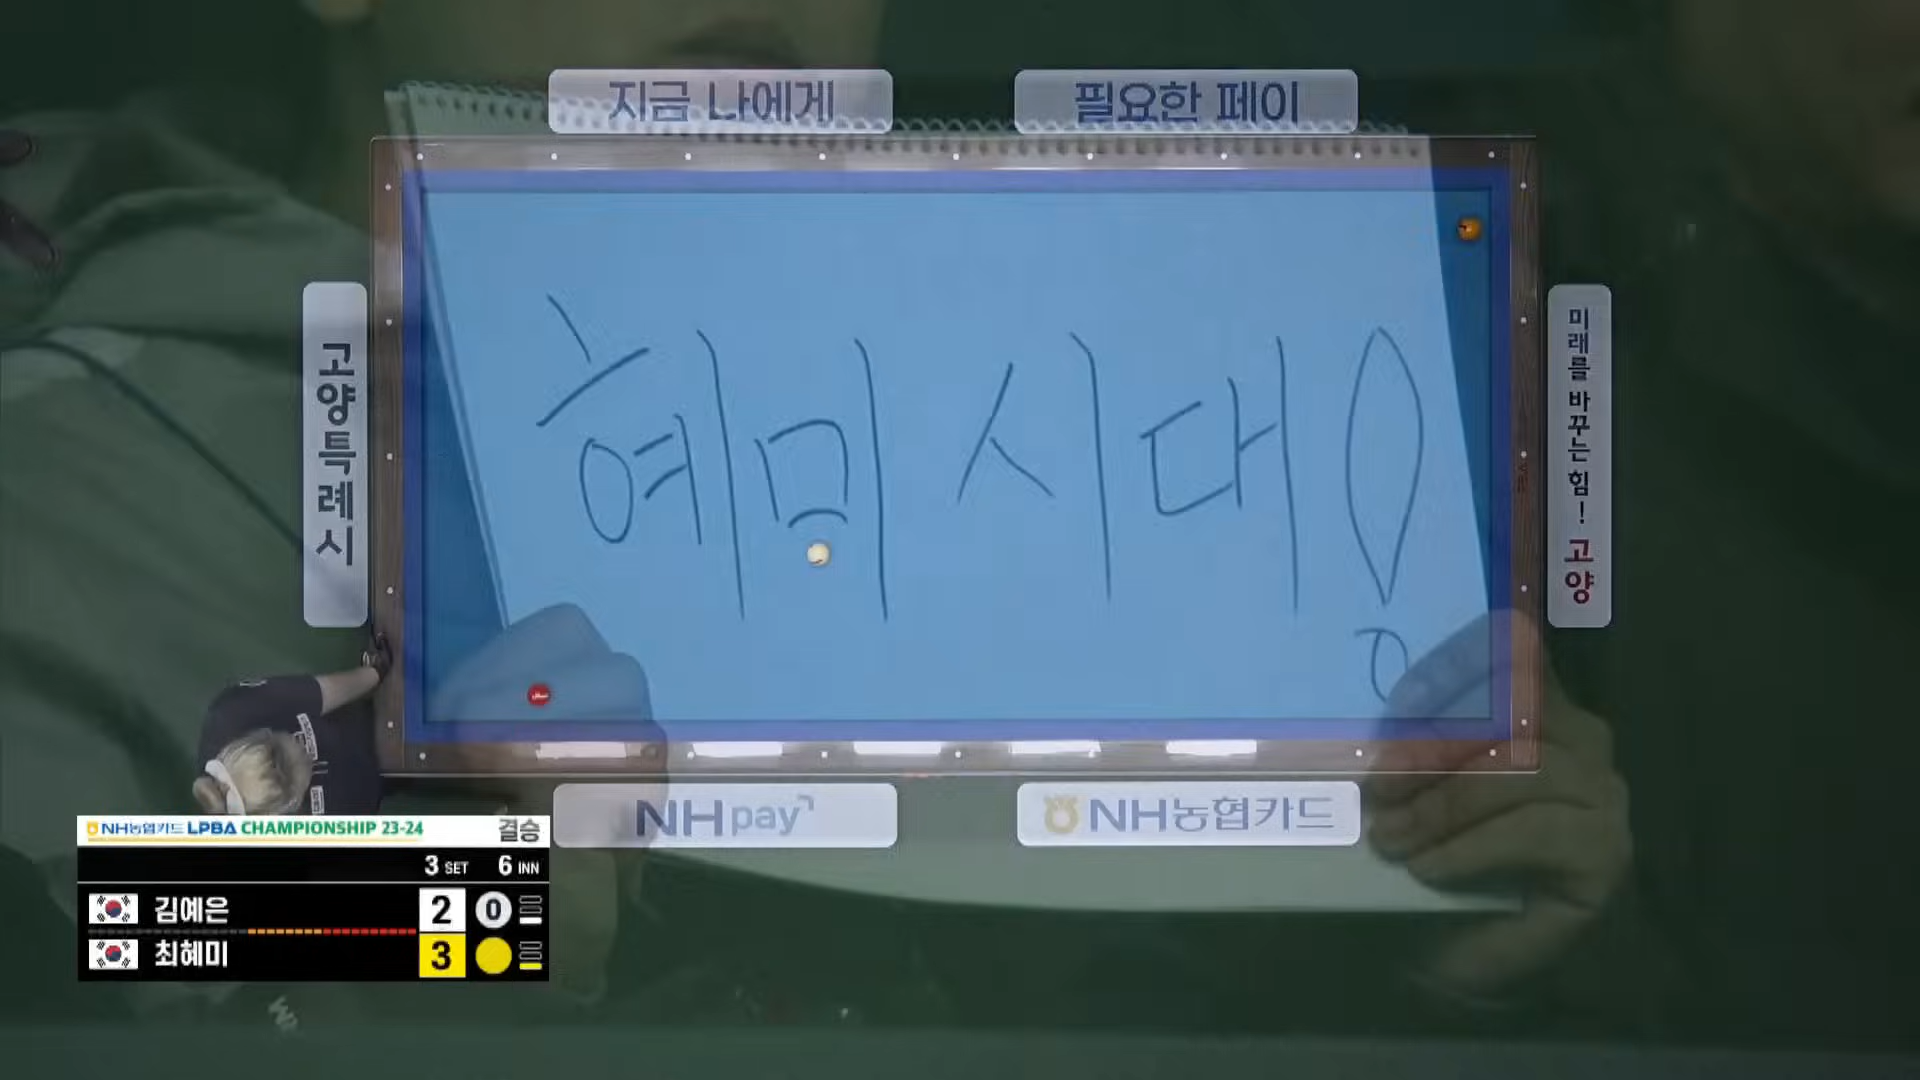 지금 나에게
필요한 페이
고양특례시
혜미 시대!
미래를 바꾸는 힘! 고양
NH pay
NH농협카드
NH농협카드 LPBA CHAMPIONSHIP 23-24 결승
3 SET 6 INN
김예은 2 0
최혜미 3